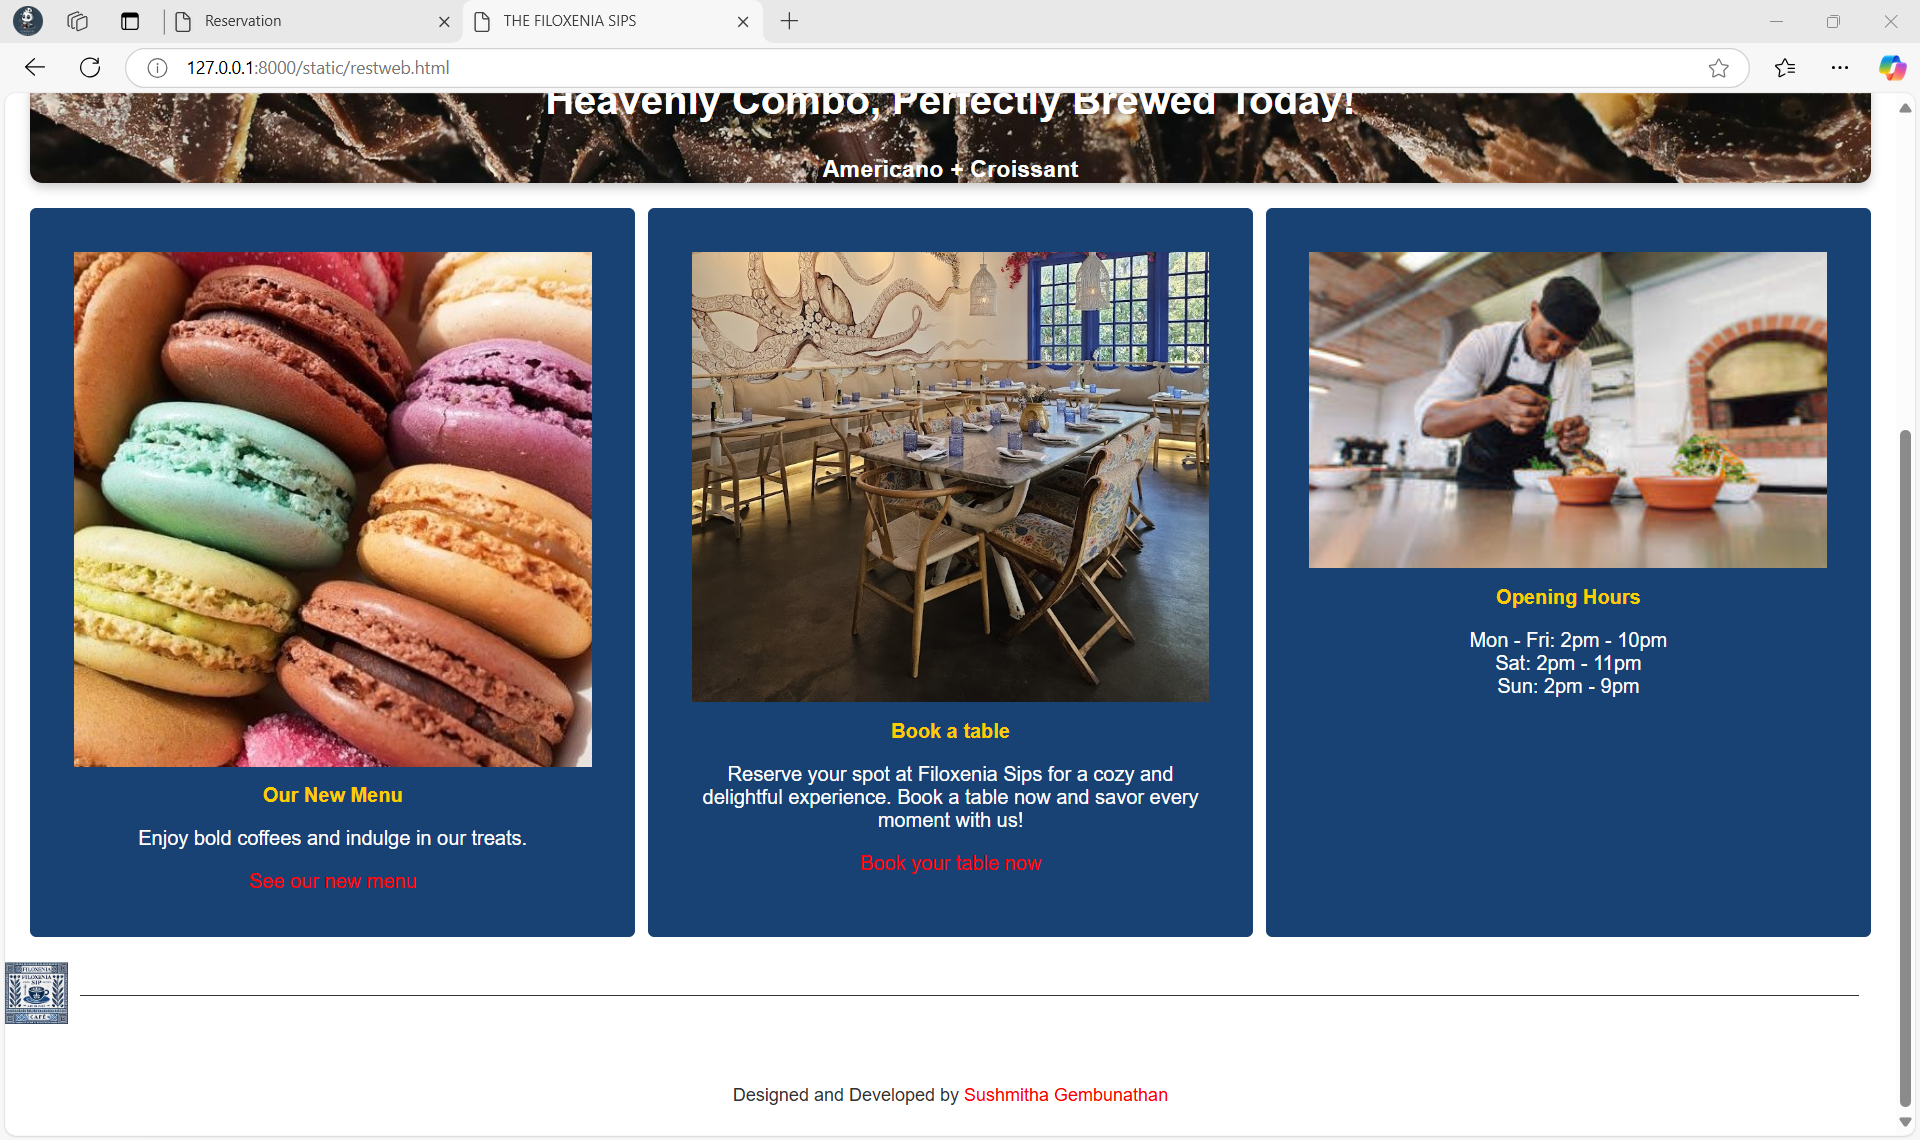 Reservation
THE FILOXENIA SIPS
127.0.0.1:8000/static/restweb.html
Heavenly Combo, Perfectly Brewed Today!
Americano + Croissant
Our New Menu
Enjoy bold coffees and indulge in our treats.
See our new menu
Book a table
Reserve your spot at Filoxenia Sips for a cozy and
delightful experience. Book a table now and savor every
moment with us!
Book your table now
Opening Hours
Mon - Fri: 2pm - 10pm
Sat: 2pm - 11pm
Sun: 2pm - 9pm
FILOXENIA
FILOXENIA
SIP
CAFÉ
Designed and Developed by Sushmitha Gembunathan